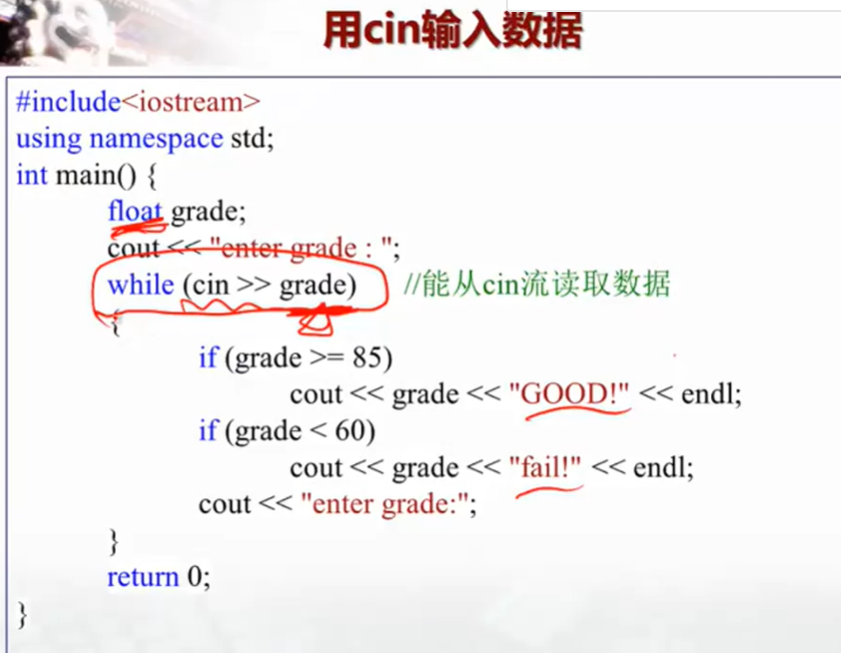 用cin输入数据
#include<iostream>
using namespace std;
int main() {
float grade;
cout << "enter grade : ";
while (cin >> grade) //能从cin流读取数据
{
if (grade >= 85)
cout << grade << "GOOD!" << endl;
if (grade < 60)
cout << grade << "fail!" << endl;
cout << "enter grade:";
}
return 0;
}